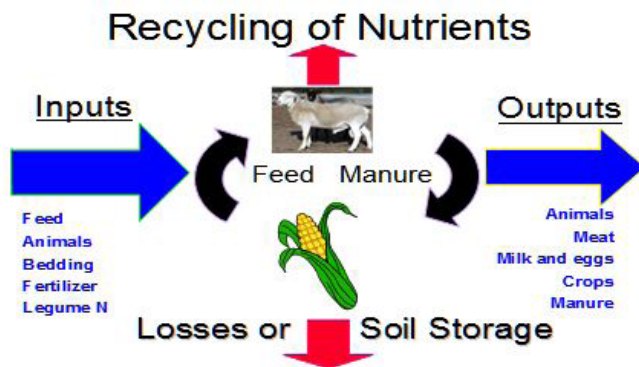 Recycling of Nutrients
Inputs
Outputs
Feed Manure
Feed
Animals
Bedding
Fertilizer
Legume N
Animals
Meat
Milk and eggs
Crops
Manure
Losses or Soil Storage